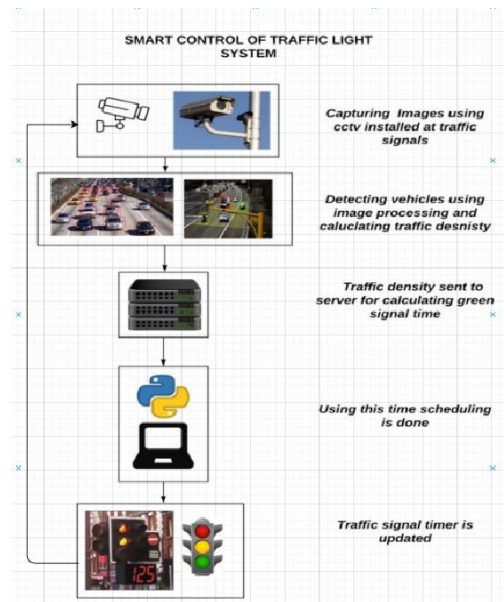 SMART CONTROL OF TRAFFIC LIGHT
SYSTEM
Capturing Images using
cctv installed at traffic
signals
Detecting vehicles using
image processing and
caluclating traffic desnisty
Traffic density sent to
server for calculating green
signal time
Using this time scheduling
is done
Traffic signal timer is
updated
125